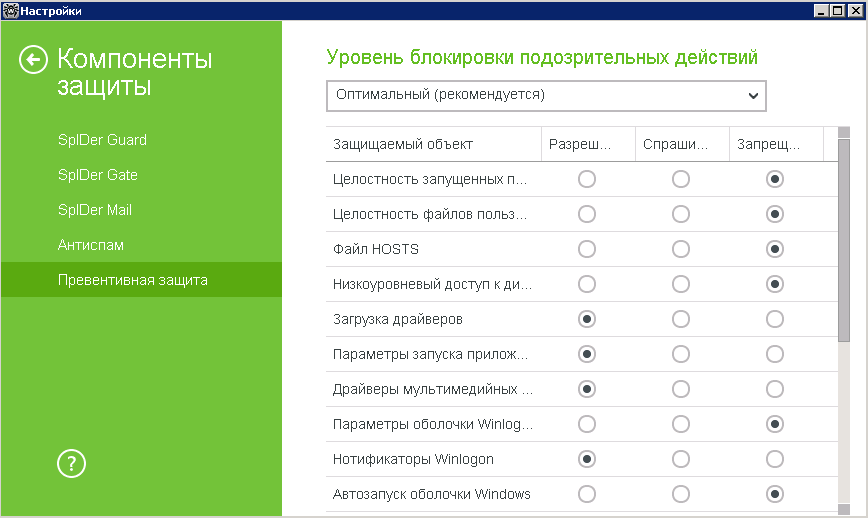 Настройки
Компоненты
защиты
SpIDer Guard
SpIDer Gate
SpIDer Mail
Антиспам
Превентивная защита
?
Уровень блокировки подозрительных действий
Оптимальный (рекомендуется)
Защищаемый объект Разреш... Спраши... Запрещ...
Целостность запущенных п...
Целостность файлов польз...
Файл HOSTS
Низкоуровневый доступ к ди...
Загрузка драйверов
Параметры запуска прилож...
Драйверы мультимедийных ...
Параметры оболочки Winlog...
Нотификаторы Winlogon
Автозапуск оболочки Windows